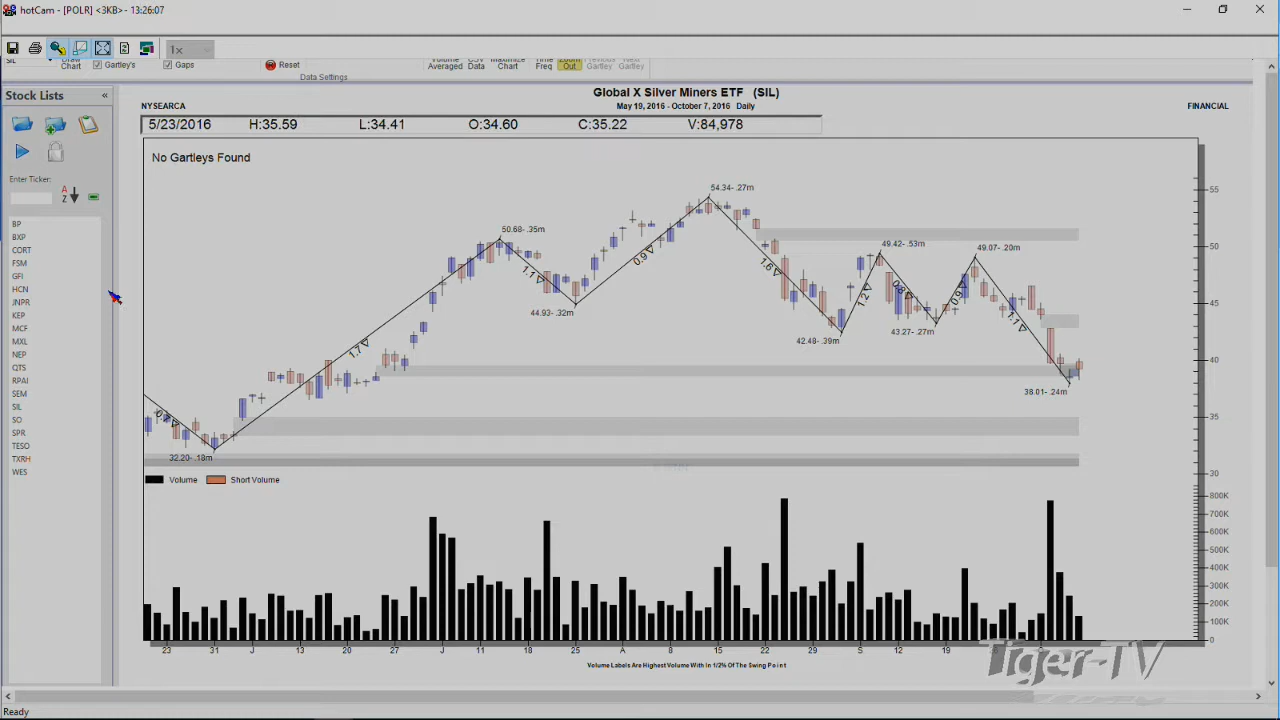 hotCam - [POLR] <3KB> - 13:26:07
1x
SIL
Draw Chart
Gartley's
Gaps
Reset
Volume Averaged
CSV Data
Maximize Chart
Time Freq
Zoom Out
Previous Gartley
Gartley
Data Settings
Stock Lists «
Enter Ticker:
A
Z
BP
BXP
CORT
FSM
GFI
HCN
JNPR
KEP
MCF
MXL
NEP
QTS
RPAI
SEM
SIL
SO
SPR
TESO
TXRH
WES
Global X Silver Miners ETF (SIL)
NYSEARCA
May 19, 2016 - October 7, 2016 Daily
FINANCIAL
5/23/2016 H:35.59 L:34.41 O:34.60 C:35.22 V:84,978
No Gartleys Found
54.34- .27m
50.68- .35m
49.42- .53m
49.07- .20m
44.93- .32m
42.48- .39m
43.27- .27m
38.01- .24m
32.20- .18m
1.7
1.1
0.9
1.6
1.2
0.8
0.9
1.1
55
50
45
40
35
30
Volume Short Volume
800K
700K
600K
500K
400K
300K
200K
100K
0
23 31 J 13 20 27 J 11 18 25 A 8 15 22 29 S 12 19
Volume Labels Are Highest Volume With In 1/2% Of The Swing Point
Tiger-TV
Ready